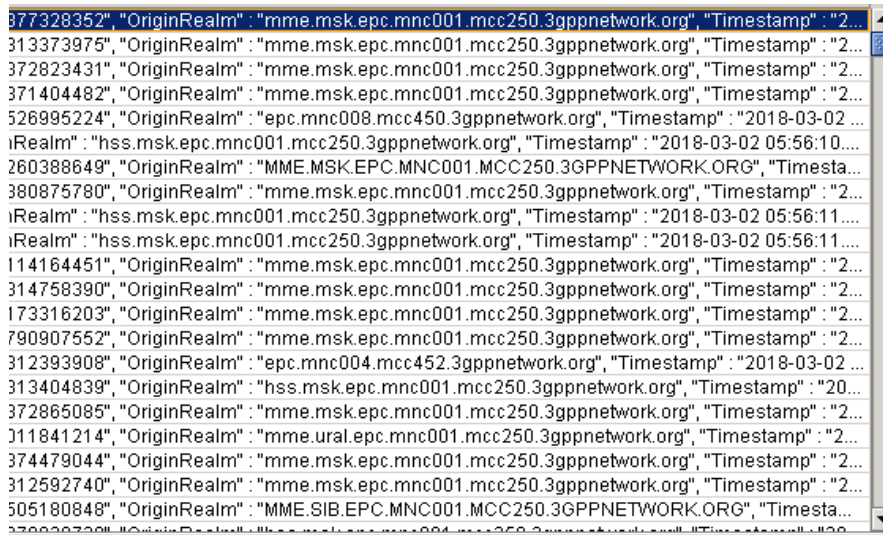 377328352", "OriginRealm" : "mme.msk.epc.mnc001.mcc250.3gppnetwork.org", "Timestamp" : "2...
313373975", "OriginRealm" : "mme.msk.epc.mnc001.mcc250.3gppnetwork.org", "Timestamp" : "2...
372823431", "OriginRealm" : "mme.msk.epc.mnc001.mcc250.3gppnetwork.org", "Timestamp" : "2...
371404482", "OriginRealm" : "mme.msk.epc.mnc001.mcc250.3gppnetwork.org", "Timestamp" : "2...
526995224", "OriginRealm" : "epc.mnc008.mcc450.3gppnetwork.org", "Timestamp" : "2018-03-02 ...
nRealm" : "hss.msk.epc.mnc001.mcc250.3gppnetwork.org", "Timestamp" : "2018-03-02 05:56:10....
260388649", "OriginRealm" : "MME.MSK.EPC.MNC001.MCC250.3GPPNETWORK.ORG", "Timesta...
380875780", "OriginRealm" : "mme.msk.epc.mnc001.mcc250.3gppnetwork.org", "Timestamp" : "2...
nRealm" : "hss.msk.epc.mnc001.mcc250.3gppnetwork.org", "Timestamp" : "2018-03-02 05:56:11....
nRealm" : "hss.msk.epc.mnc001.mcc250.3gppnetwork.org", "Timestamp" : "2018-03-02 05:56:11....
114164451", "OriginRealm" : "mme.msk.epc.mnc001.mcc250.3gppnetwork.org", "Timestamp" : "2...
314758390", "OriginRealm" : "mme.msk.epc.mnc001.mcc250.3gppnetwork.org", "Timestamp" : "2...
173316203", "OriginRealm" : "mme.msk.epc.mnc001.mcc250.3gppnetwork.org", "Timestamp" : "2...
790907552", "OriginRealm" : "mme.msk.epc.mnc001.mcc250.3gppnetwork.org", "Timestamp" : "2...
312393908", "OriginRealm" : "epc.mnc004.mcc452.3gppnetwork.org", "Timestamp" : "2018-03-02 ...
313404839", "OriginRealm" : "hss.msk.epc.mnc001.mcc250.3gppnetwork.org", "Timestamp" : "20...
372865085", "OriginRealm" : "mme.msk.epc.mnc001.mcc250.3gppnetwork.org", "Timestamp" : "2...
011841214", "OriginRealm" : "mme.ural.epc.mnc001.mcc250.3gppnetwork.org", "Timestamp" : "2...
374479044", "OriginRealm" : "mme.msk.epc.mnc001.mcc250.3gppnetwork.org", "Timestamp" : "2...
312592740", "OriginRealm" : "mme.msk.epc.mnc001.mcc250.3gppnetwork.org", "Timestamp" : "2...
505180848", "OriginRealm" : "MME.SIB.EPC.MNC001.MCC250.3GPPNETWORK.ORG", "Timesta...